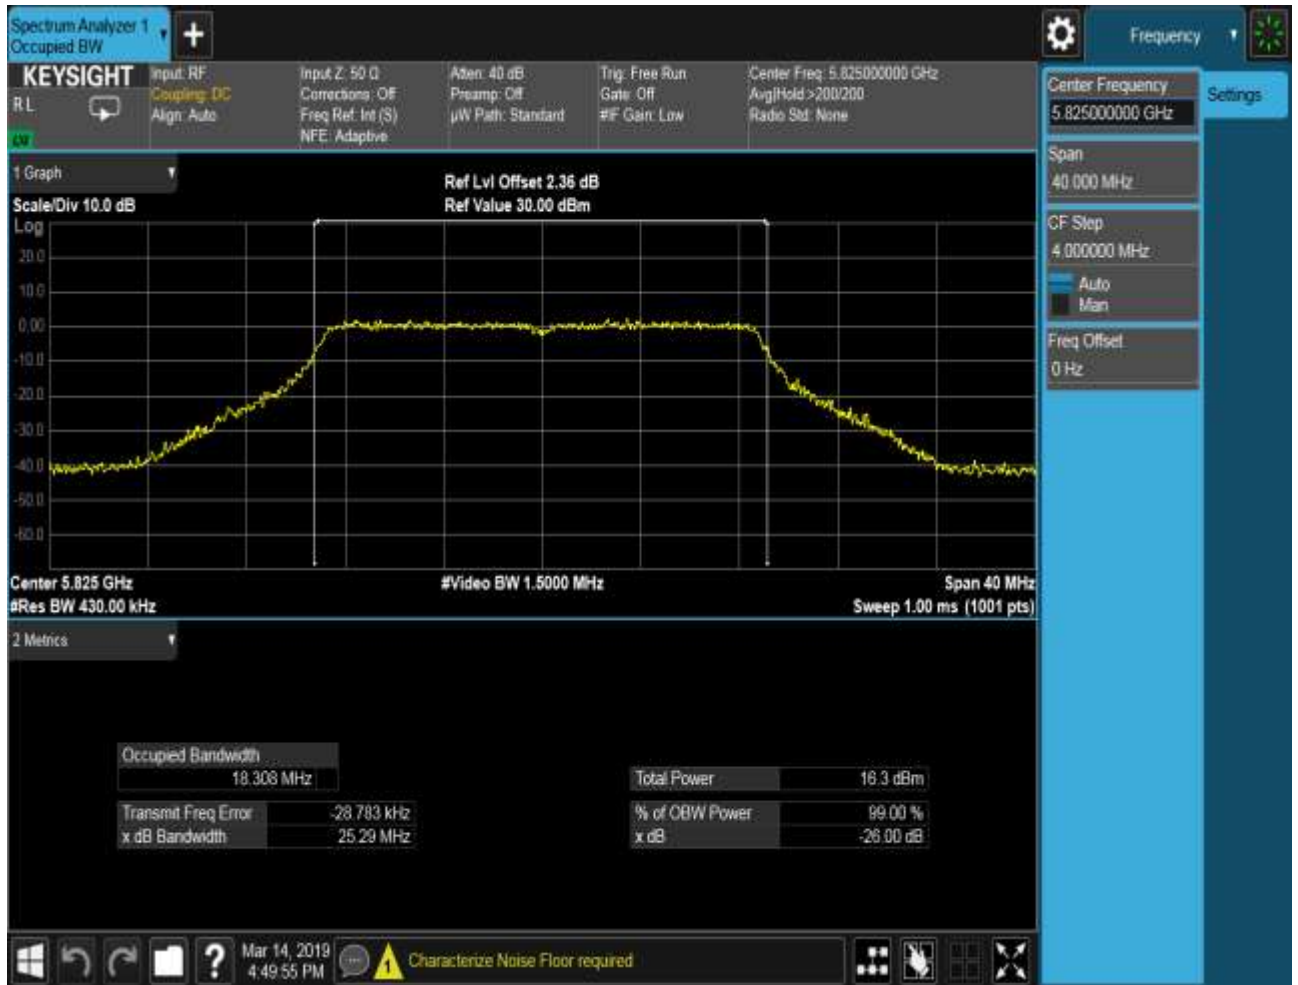 Spectrum Analyzer 1
Occupied BW
Frequency
KEYSIGHT
Input: RF
Coupling: DC
Align: Auto
Input Z: 50 Ω
Corrections: Off
Freq Ref: Int (S)
NFE: Adaptive
Atten: 40 dB
Preamp: Off
µW Path: Standard
Trig: Free Run
Gate: Off
#IF Gain: Low
Center Freq: 5.825000000 GHz
Avg|Hold:>200/200
Radio Std: None
R L
Center Frequency
5.825000000 GHz
Settings
Span
40.000 MHz
CF Step
4.000000 MHz
Auto
Man
Freq Offset
0 Hz
1 Graph
Scale/Div 10.0 dB
Ref Lvl Offset 2.36 dB
Ref Value 30.00 dBm
Log
20.0
10.0
0.00
-10.0
-20.0
-30.0
-40.0
-50.0
-60.0
Center 5.825 GHz
#Video BW 1.5000 MHz
Span 40 MHz
#Res BW 430.00 kHz
Sweep 1.00 ms (1001 pts)
2 Metrics
Occupied Bandwidth
18.308 MHz
Total Power 16.3 dBm
Transmit Freq Error -28.783 kHz
% of OBW Power 99.00 %
x dB Bandwidth 25.29 MHz
x dB -26.00 dB
?
Mar 14, 2019
4:49:55 PM
1
Characterize Noise Floor required